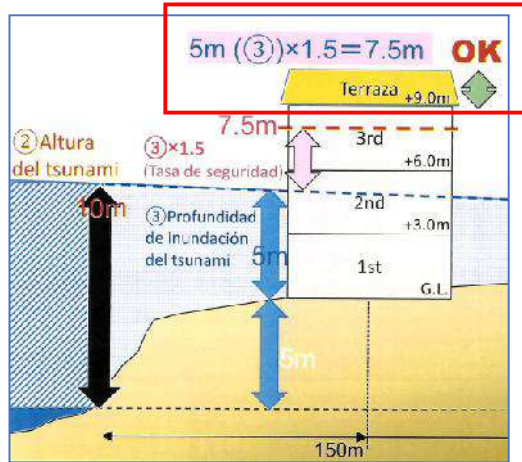 5m (③)×1.5=7.5m OK
Terraza +9.0m
7.5m
②Altura
del tsunami
③×1.5
(Tasa de seguridad)
3rd
+6.0m
10m
③Profundidad
de inundación
del tsunami
2nd
+3.0m
5m
1st
G.L.
5m
150m